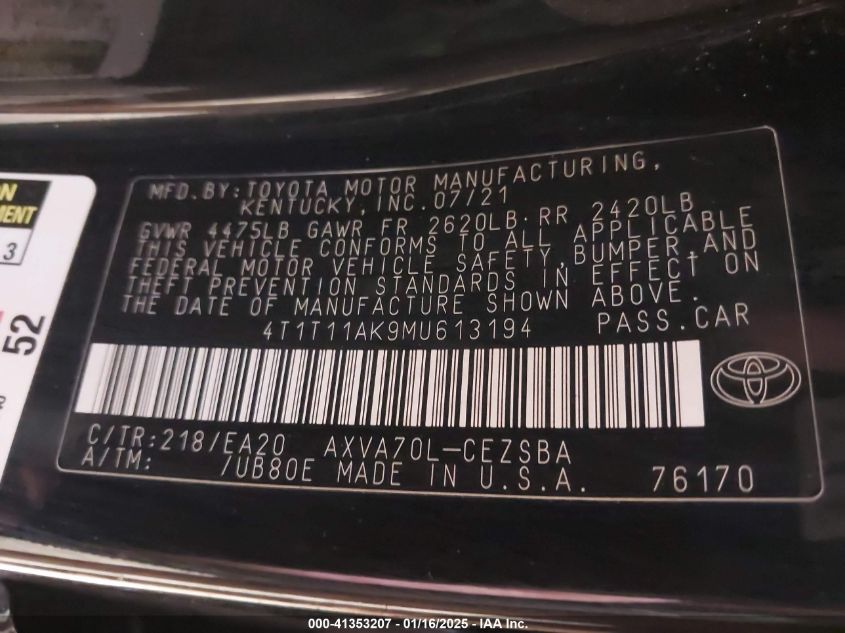 ON
MENT
3
52
MFD. BY: TOYOTA MOTOR MANUFACTURING,
KENTUCKY, INC. 07/21
GVWR 4475LB GAWR FR 2620LB RR 2420LB
THIS VEHICLE CONFORMS TO ALL APPLICABLE
FEDERAL MOTOR VEHICLE SAFETY, BUMPER, AND
THEFT PREVENTION STANDARDS IN EFFECT ON
THE DATE OF MANUFACTURE SHOWN ABOVE.
4T1T11AK9MU613194 PASS. CAR
C/TR: 218/EA20 AXVA70L-CEZSBA
A/TM: /UB80E MADE IN U.S.A. 76170
000-41353207 - 01/16/2025 - IAA Inc.